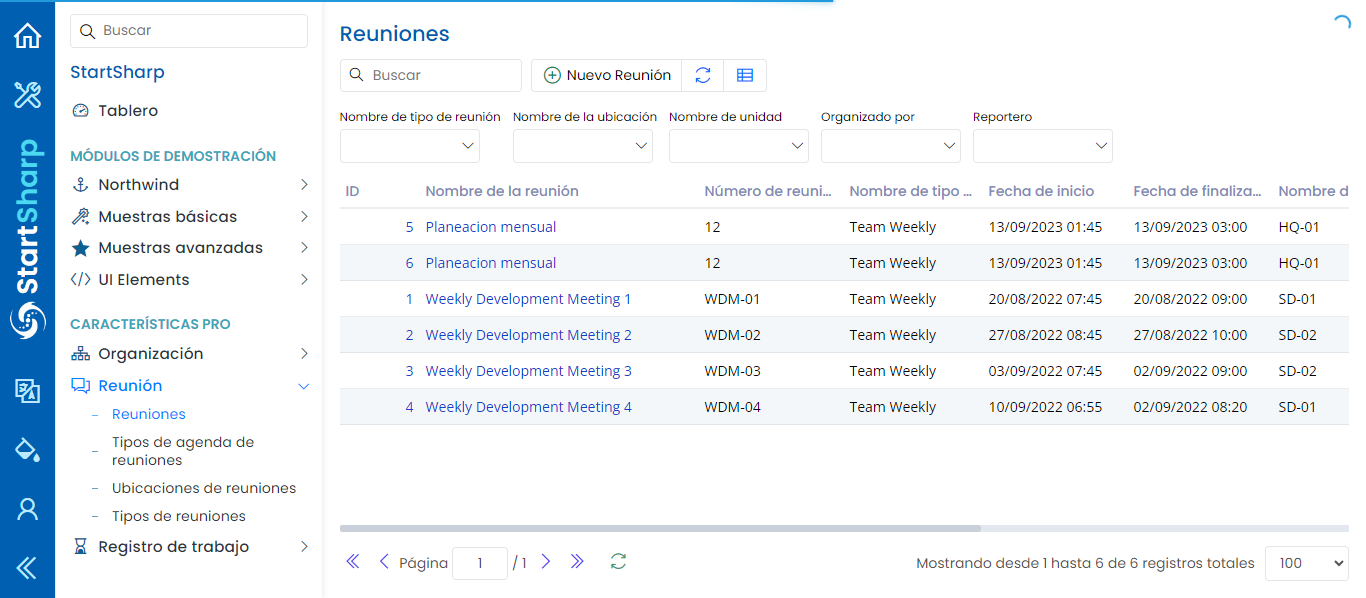 StartSharp
Buscar
StartSharp
Tablero
MÓDULOS DE DEMOSTRACIÓN
Northwind
Muestras básicas
Muestras avanzadas
UI Elements
CARACTERÍSTICAS PRO
Organización
Reunión
Reuniones
Tipos de agenda de
reuniones
Ubicaciones de reuniones
Tipos de reuniones
Registro de trabajo
Reuniones
Buscar
Nuevo Reunión
Nombre de tipo de reunión Nombre de la ubicación Nombre de unidad Organizado por Reportero
ID Nombre de la reunión Número de reuni... Nombre de tipo ... Fecha de inicio Fecha de finaliza... Nombre d
5 Planeacion mensual 12 Team Weekly 13/09/2023 01:45 13/09/2023 03:00 HQ-01
6 Planeacion mensual 12 Team Weekly 13/09/2023 01:45 13/09/2023 03:00 HQ-01
1 Weekly Development Meeting 1 WDM-01 Team Weekly 20/08/2022 07:45 20/08/2022 09:00 SD-01
2 Weekly Development Meeting 2 WDM-02 Team Weekly 27/08/2022 08:45 27/08/2022 10:00 SD-02
3 Weekly Development Meeting 3 WDM-03 Team Weekly 03/09/2022 07:45 02/09/2022 09:00 SD-02
4 Weekly Development Meeting 4 WDM-04 Team Weekly 10/09/2022 06:55 02/09/2022 08:20 SD-01
Página 1 / 1 Mostrando desde 1 hasta 6 de 6 registros totales 100